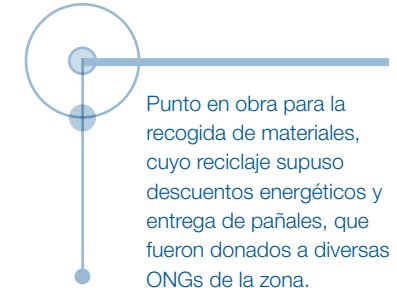 Punto en obra para la
recogida de materiales,
cuyo reciclaje supuso
descuentos energéticos y
entrega de pañales, que
fueron donados a diversas
ONGs de la zona.